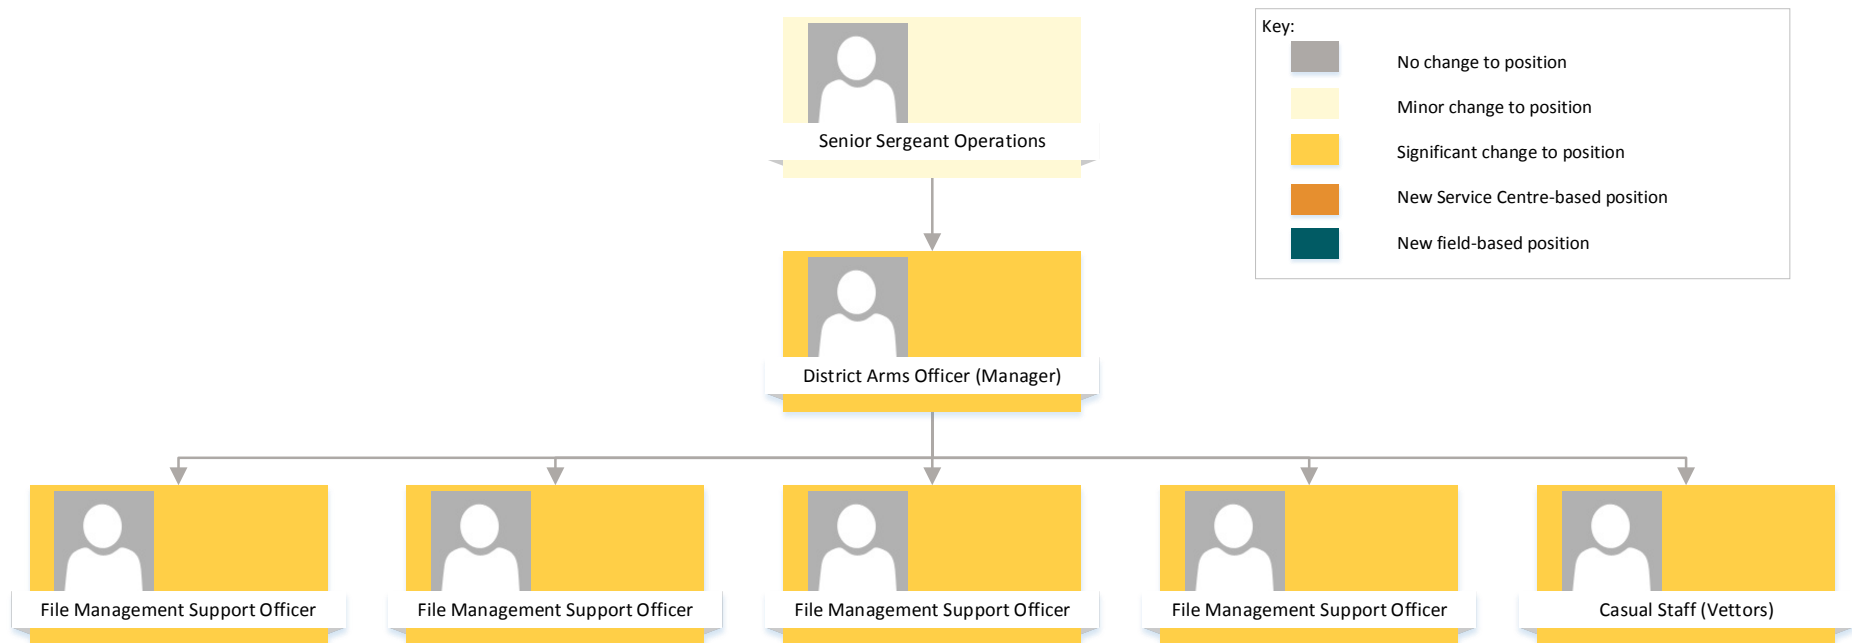 Key:
No change to position
Minor change to position
Senior Sergeant Operations
Significant change to position
New Service Centre-based position
New field-based position
District Arms Officer (Manager)
File Management Support Officer
File Management Support Officer
File Management Support Officer
File Management Support Officer
Casual Staff (Vettors)